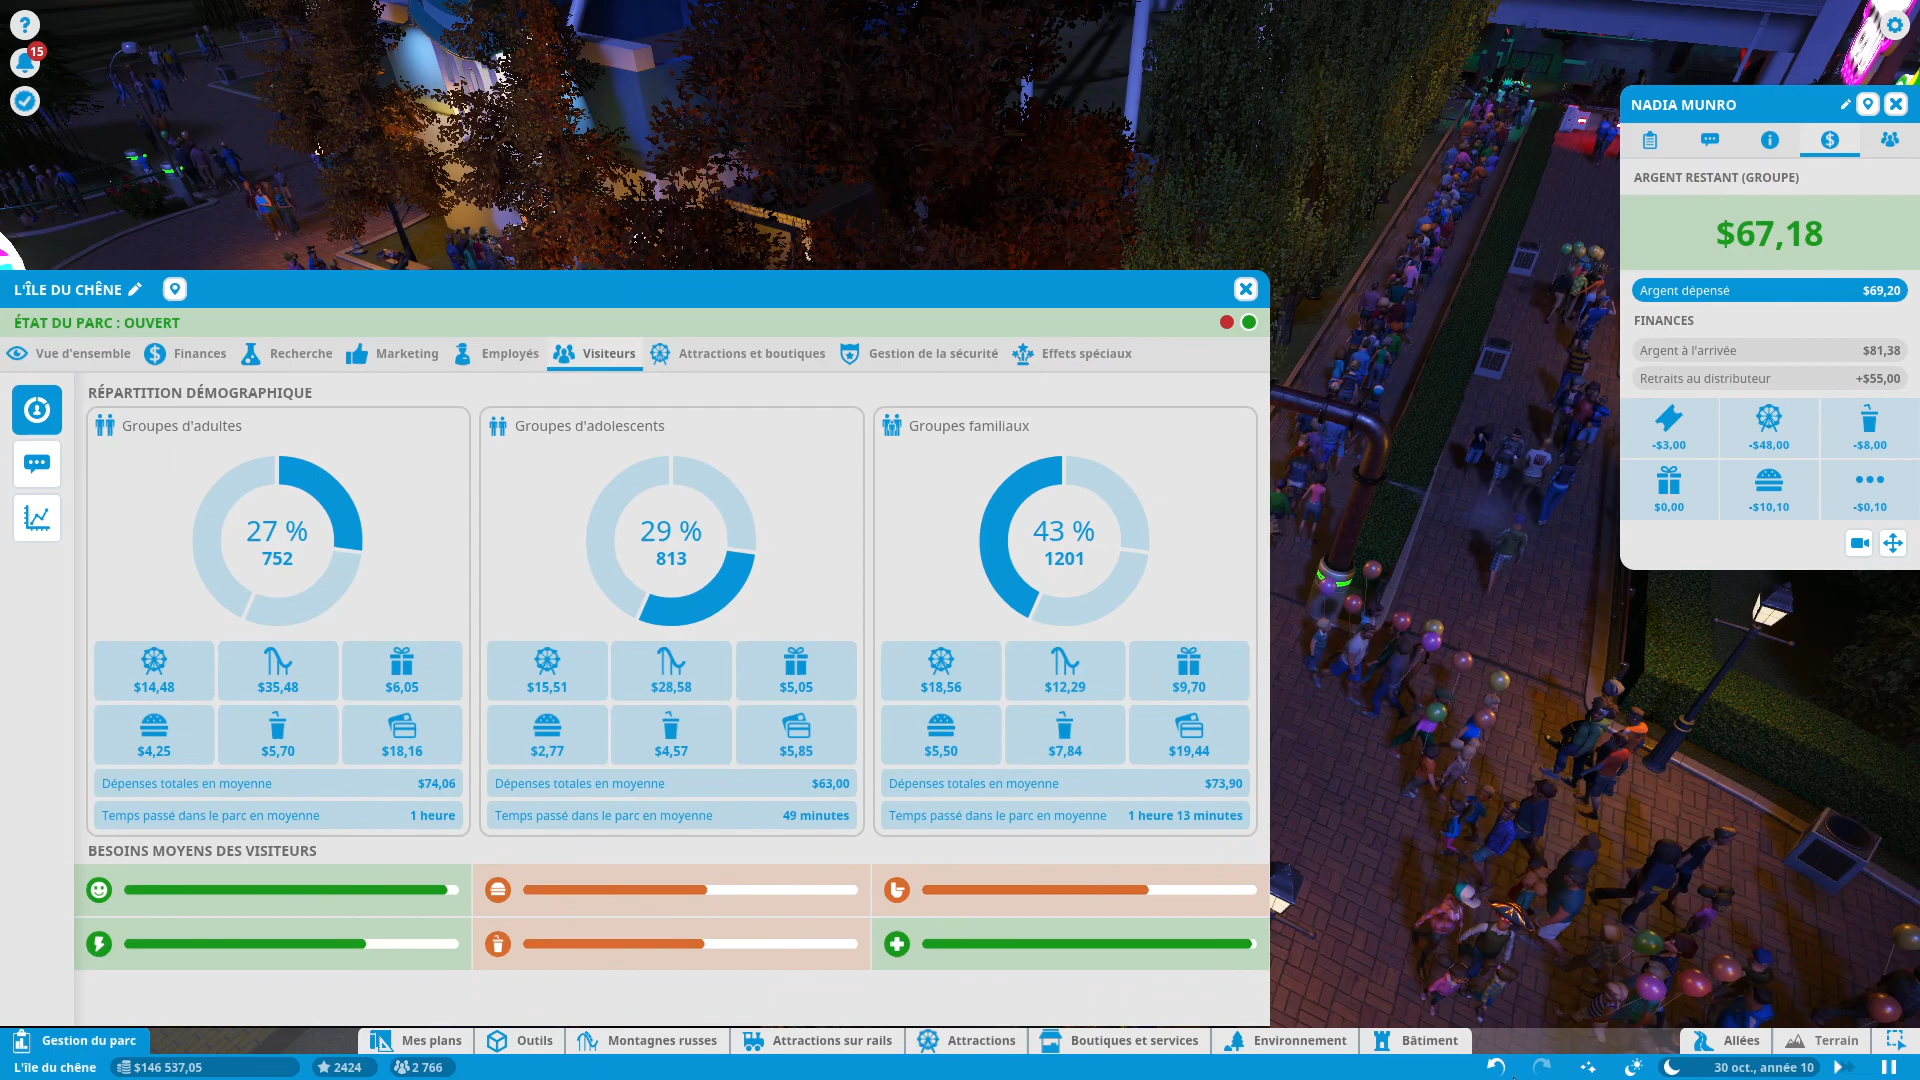 ?
15
NADIA MUNRO
ARGENT RESTANT (GROUPE)
$67,18
Argent dépensé $69,20
FINANCES
Argent à l'arrivée $81,38
Retraits au distributeur +$55,00
-$3,00 -$48,00 -$8,00
$0,00 -$10,10 -$0,10
L'ÎLE DU CHÊNE
ÉTAT DU PARC : OUVERT
Vue d'ensemble Finances Recherche Marketing Employés Visiteurs Attractions et boutiques Gestion de la sécurité Effets spéciaux
RÉPARTITION DÉMOGRAPHIQUE
Groupes d'adultes
27 %
752
$14,48 $35,48 $6,05
$4,25 $5,70 $18,16
Dépenses totales en moyenne $74,06
Temps passé dans le parc en moyenne 1 heure
Groupes d'adolescents
29 %
813
$15,51 $28,58 $5,05
$2,77 $4,57 $5,85
Dépenses totales en moyenne $63,00
Temps passé dans le parc en moyenne 49 minutes
Groupes familiaux
43 %
1201
$18,56 $12,29 $9,70
$5,50 $7,84 $19,44
Dépenses totales en moyenne $73,90
Temps passé dans le parc en moyenne 1 heure 13 minutes
BESOINS MOYENS DES VISITEURS
Gestion du parc Mes plans Outils Montagnes russes Attractions sur rails Attractions Boutiques et services Environnement Bâtiment Allées Terrain
L'île du chêne $146 537,05 2424 2 766 30 oct., année 10